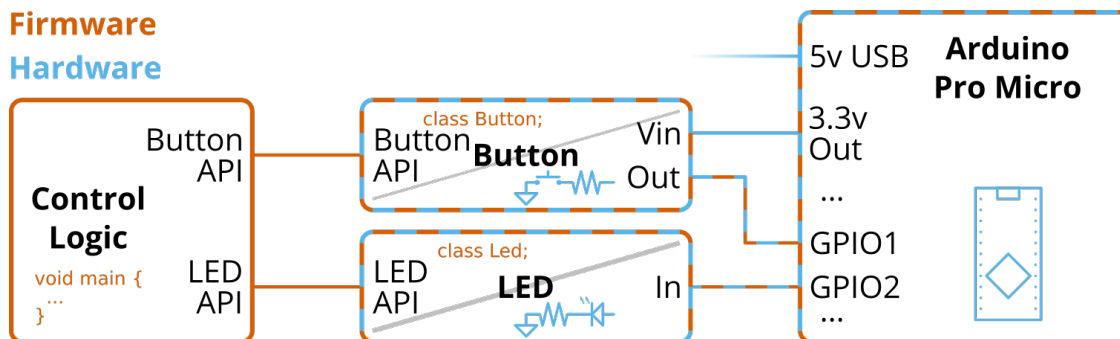 Firmware
Hardware
Control
Logic
void main {
...
}
Button
API
LED
API
class Button;
Button
API
Button
Vin
Out
class Led;
LED
API
LED
In
Arduino
Pro Micro
5v USB
3.3v
Out
...
GPIO1
GPIO2
...